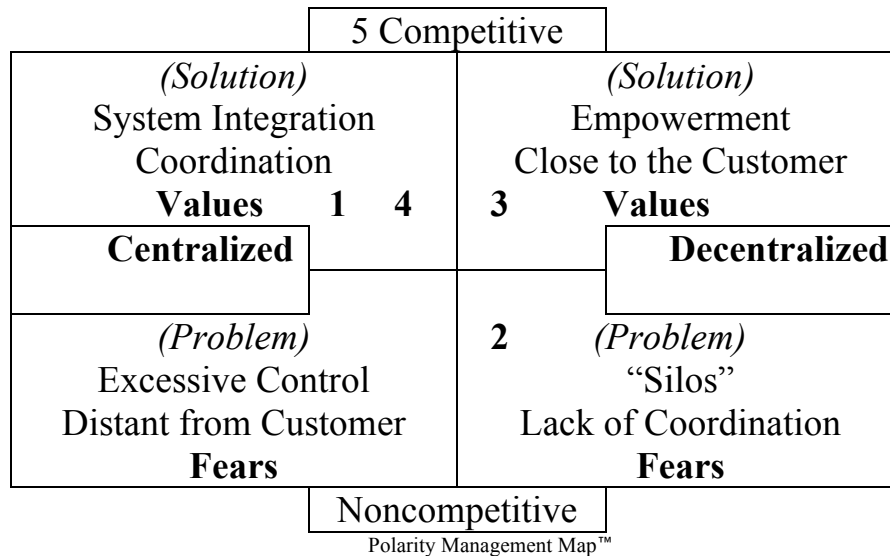 5 Competitive
(Solution)
System Integration
Coordination
Values 1 4
(Solution)
Empowerment
Close to the Customer
3 Values
Centralized
Decentralized
(Problem)
Excessive Control
Distant from Customer
Fears
2 (Problem)
“Silos”
Lack of Coordination
Fears
Noncompetitive
Polarity Management Map™